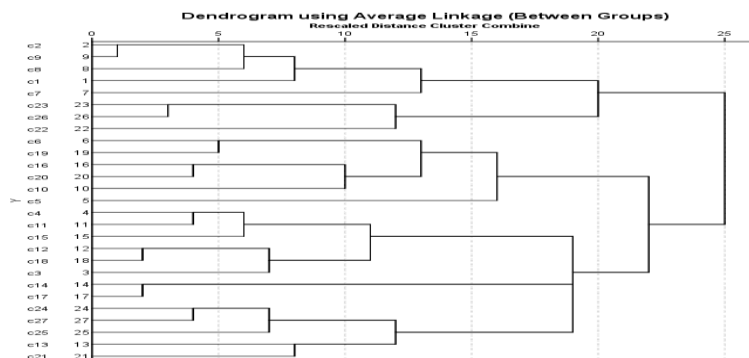 Dendrogram using Average Linkage (Between Groups)
Rescaled Distance Cluster Combine
0 5 10 15 20 25
c2 2
c9 9
c8 8
c1 1
c7 7
c23 23
c26 26
c22 22
c6 6
c19 19
c16 16
c20 20
c10 10
c5 5
Y
c4 4
c11 11
c15 15
c12 12
c18 18
c3 3
c14 14
c17 17
c24 24
c27 27
c25 25
c13 13
c21 21